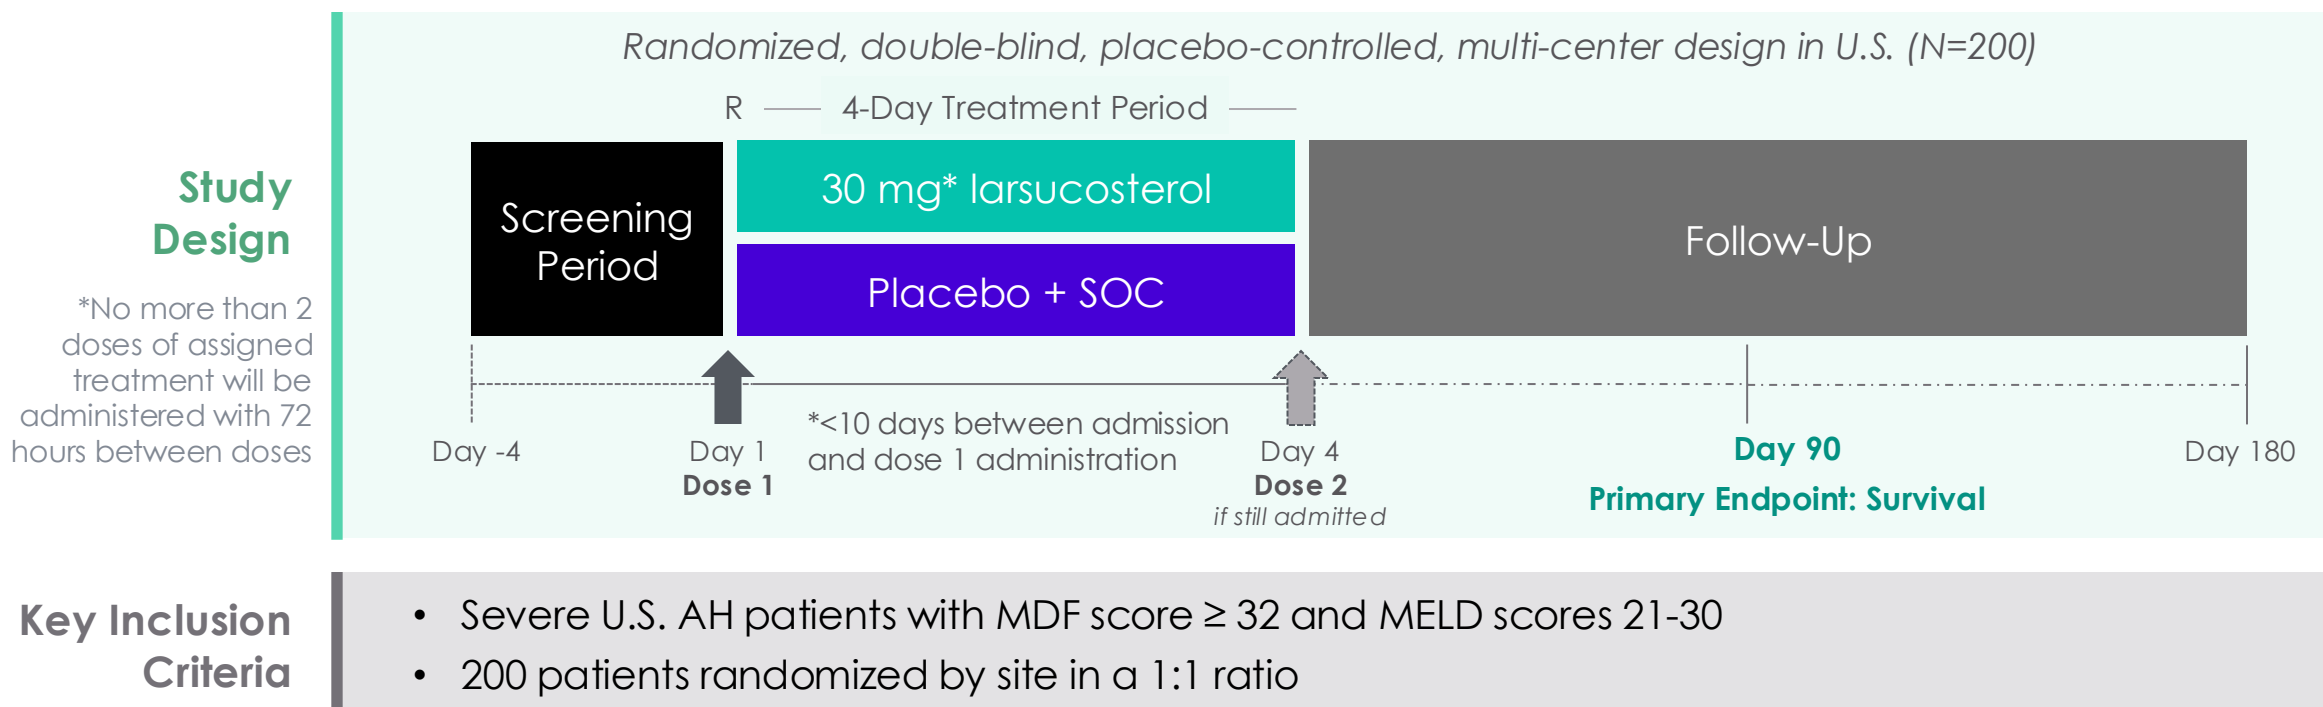 Randomized, double-blind, placebo-controlled, multi-center design in U.S. (N=200)
R
4-Day Treatment Period
Study
Design
*No more than 2
doses of assigned
treatment will be
administered with 72
hours between doses
Screening
Period
30 mg* larsucosterol
Placebo + SOC
Follow-Up
Day -4
Day 1
Dose 1
*<10 days between admission
and dose 1 administration
Day 4
Dose 2
if still admitted
Day 90
Primary Endpoint: Survival
Day 180
Key Inclusion
Criteria
• Severe U.S. AH patients with MDF score ≥ 32 and MELD scores 21-30
• 200 patients randomized by site in a 1:1 ratio